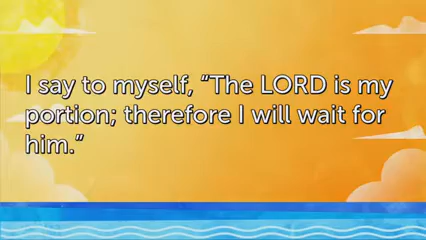 I say to myself, “The LORD is my
portion; therefore I will wait for
him.”